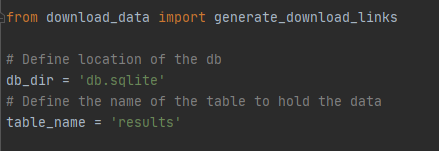 from download_data import generate_download_links
# Define location of the db
db_dir = 'db.sqlite'
# Define the name of the table to hold the data
table_name = 'results'